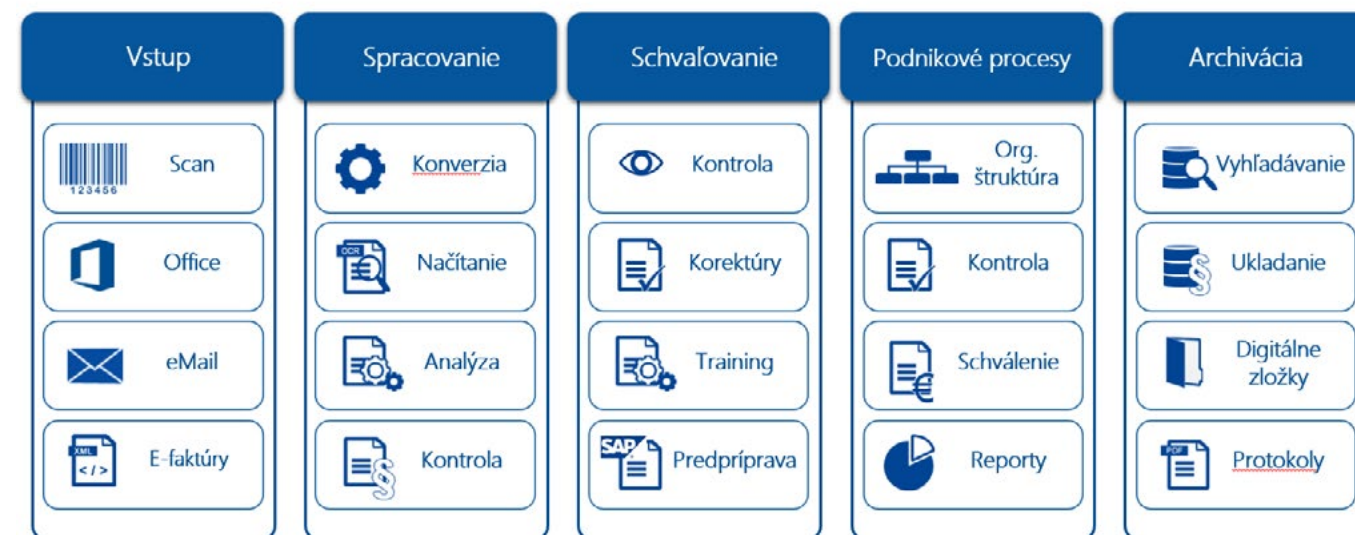 Vstup
Scan
123456
Office
eMail
XML
E-faktúry
Spracovanie
Konverzia
OCR
Načítanie
Analýza
Kontrola
Schvaľovanie
Kontrola
Korektúry
Training
SAP
Predpríprava
Podnikové procesy
Org.
štruktúra
Kontrola
Schválenie
Reporty
Archivácia
Vyhľadávanie
Ukladanie
Digitálne
zložky
PDF
Protokoly